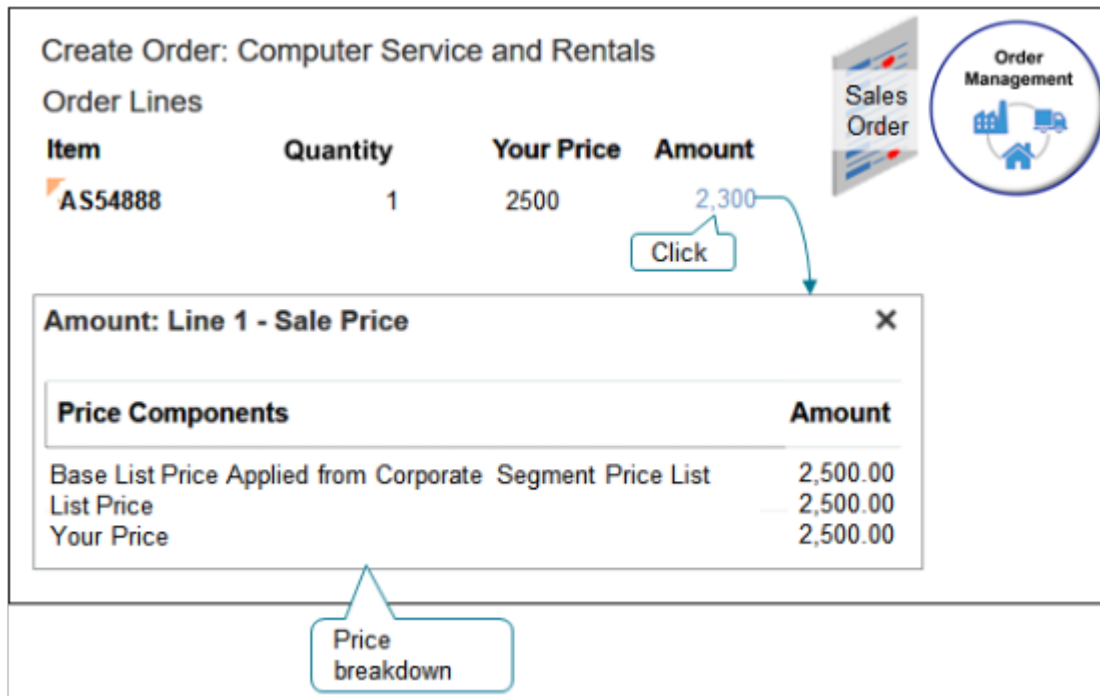 Create Order: Computer Service and Rentals
Order Lines
Item Quantity Your Price Amount
AS54888 1 2500 2,300
Click
Sales
Order
Order
Management
Amount: Line 1 - Sale Price ×
Price Components Amount
Base List Price Applied from Corporate Segment Price List 2,500.00
List Price 2,500.00
Your Price 2,500.00
Price
breakdown